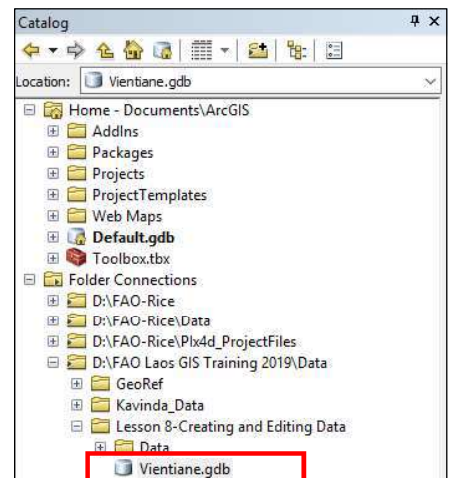 Catalog
Location: Vientiane.gdb
Home - Documents\ArcGIS
AddIns
Packages
Projects
ProjectTemplates
Web Maps
Default.gdb
Toolbox.tbx
Folder Connections
D:\FAO-Rice
D:\FAO-Rice\Data
D:\FAO-Rice\Pix4d_ProjectFiles
D:\FAO Laos GIS Training 2019\Data
GeoRef
Kavinda_Data
Lesson 8-Creating and Editing Data
Data
Vientiane.gdb